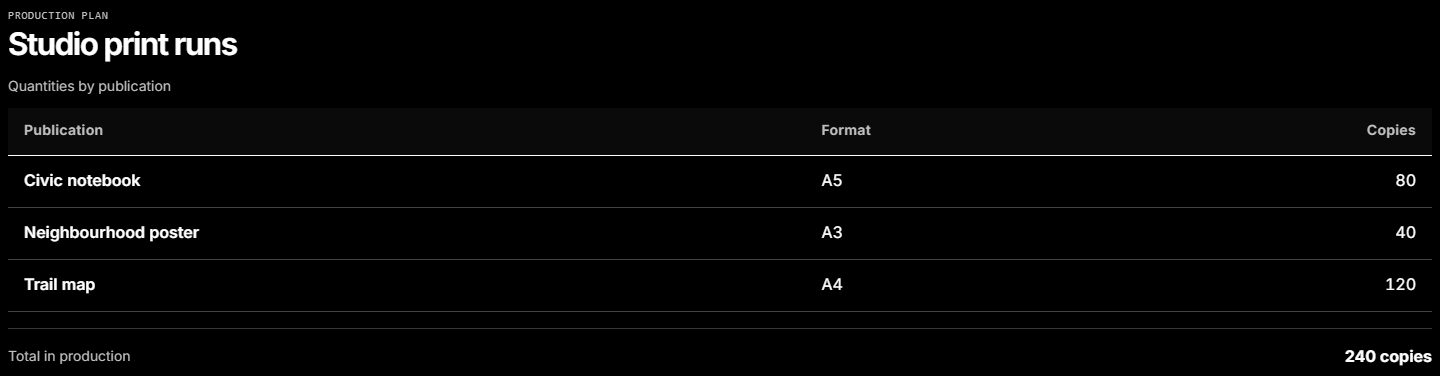 PRODUCTION PLAN
Studio print runs
Quantities by publication
Publication Format Copies
Civic notebook A5 80
Neighbourhood poster A3 40
Trail map A4 120
Total in production 240 copies